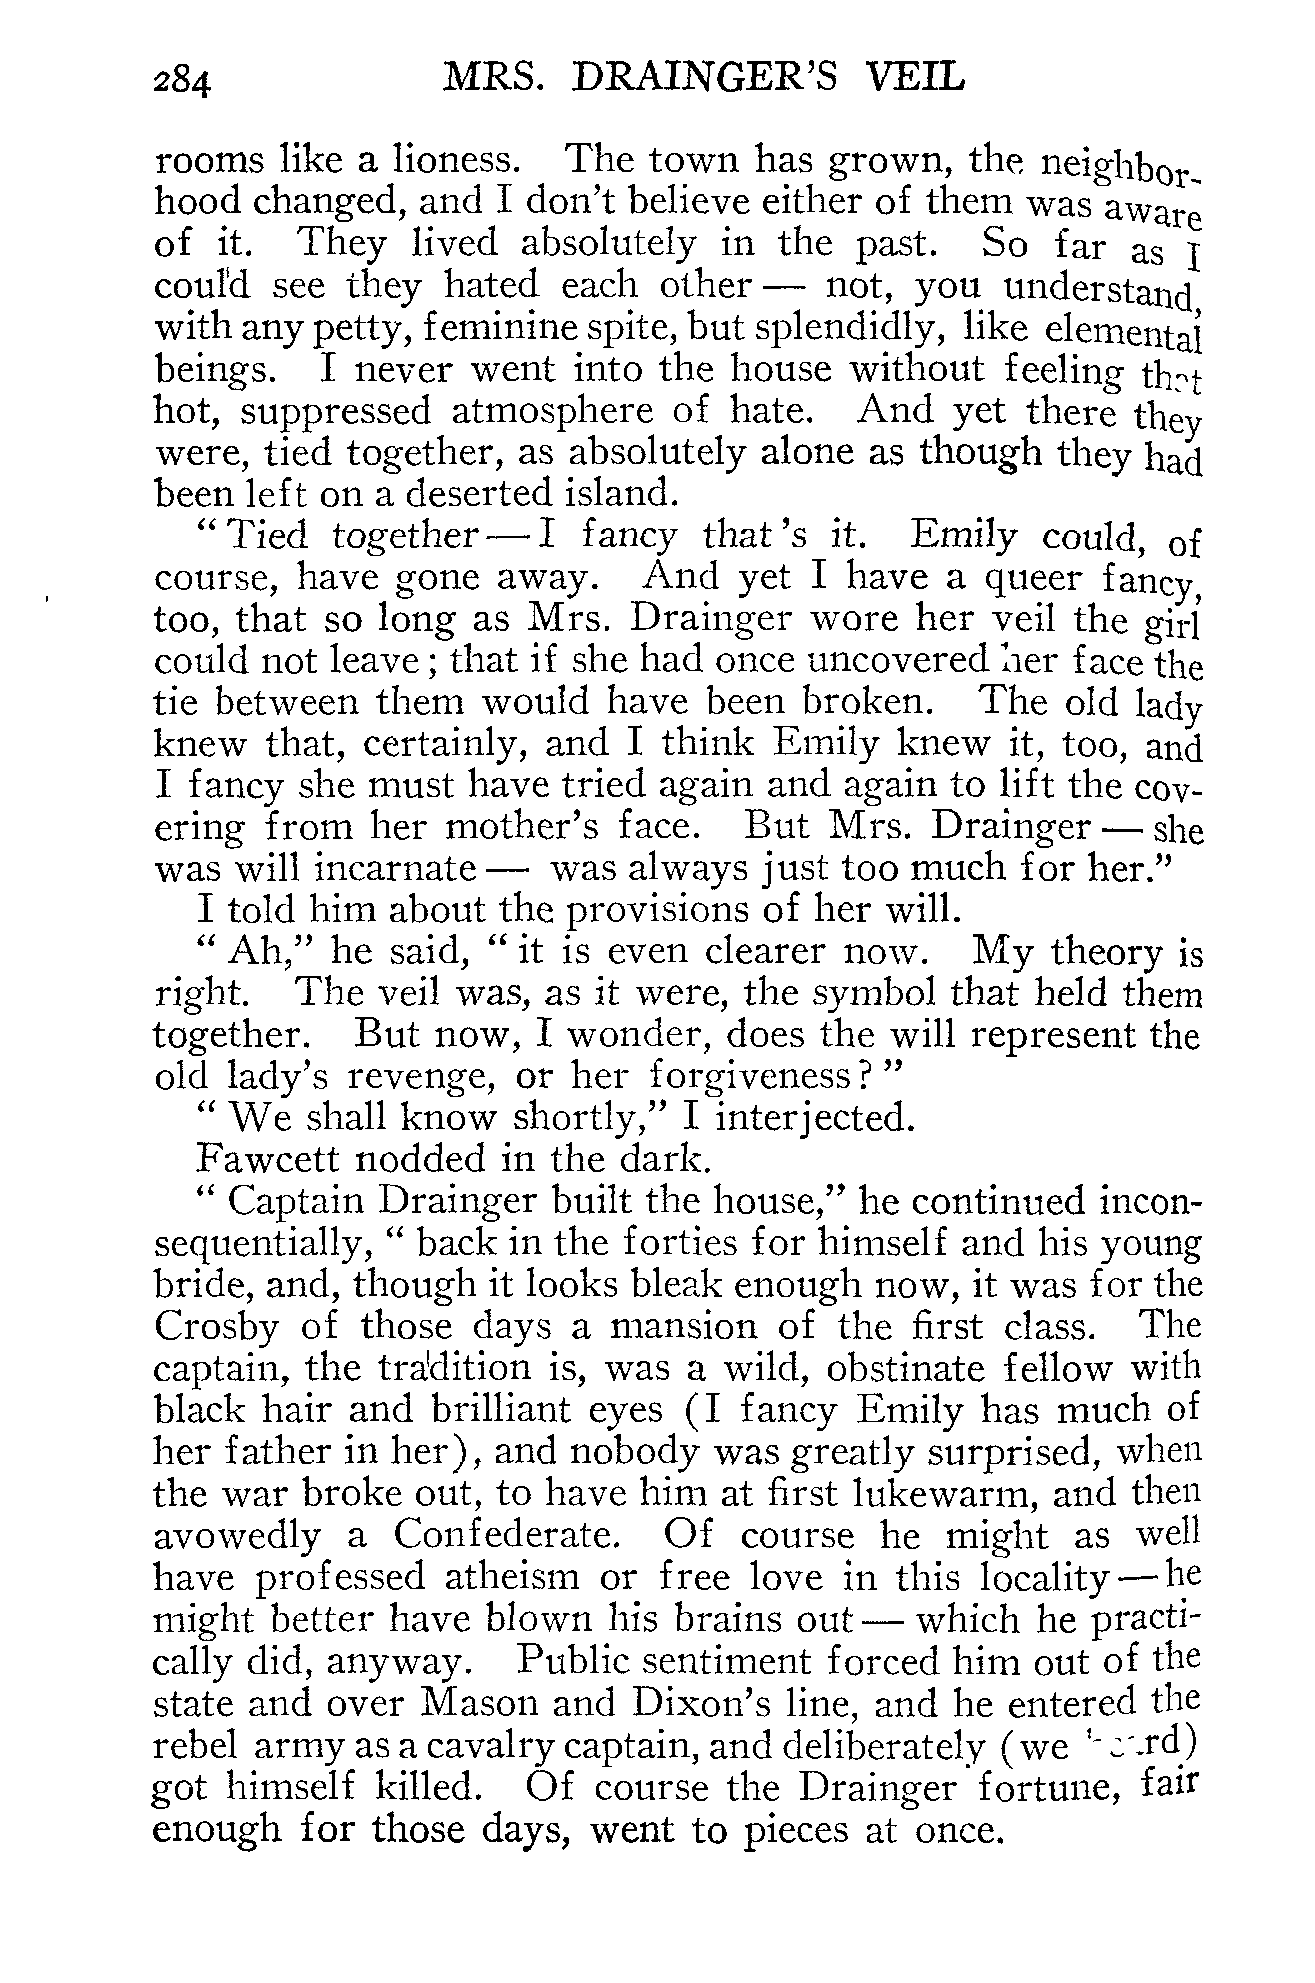 284 MRS. DRAINGER'S VEIL
rooms like a lioness. The town has grown, the neighbor-
hood changed, and I don't believe either of them was aware
of it. They lived absolutely in the past. So far as I
could see they hated each other — not, you understand,
with any petty, feminine spite, but splendidly, like elemental
beings. I never went into the house without feeling that
hot, suppressed atmosphere of hate. And yet there they
were, tied together, as absolutely alone as though they had
been left on a deserted island.
“ Tied together — I fancy that 's it. Emily could, of
course, have gone away. And yet I have a queer fancy,
too, that so long as Mrs. Drainger wore her veil the girl
could not leave ; that if she had once uncovered her face the
tie between them would have been broken. The old lady
knew that, certainly, and I think Emily knew it, too, and
I fancy she must have tried again and again to lift the cov-
ering from her mother's face. But Mrs. Drainger — she
was will incarnate — was always just too much for her.”
I told him about the provisions of her will.
“ Ah,” he said, “ it is even clearer now. My theory is
right. The veil was, as it were, the symbol that held them
together. But now, I wonder, does the will represent the
old lady's revenge, or her forgiveness ? ”
“ We shall know shortly,” I interjected.
Fawcett nodded in the dark.
“ Captain Drainger built the house,” he continued incon-
sequentially, “ back in the forties for himself and his young
bride, and, though it looks bleak enough now, it was for the
Crosby of those days a mansion of the first class. The
captain, the tradition is, was a wild, obstinate fellow with
black hair and brilliant eyes (I fancy Emily has much of
her father in her), and nobody was greatly surprised, when
the war broke out, to have him at first lukewarm, and then
avowedly a Confederate. Of course he might as well
have professed atheism or free love in this locality — he
might better have blown his brains out — which he practi-
cally did, anyway. Public sentiment forced him out of the
state and over Mason and Dixon's line, and he entered the
rebel army as a cavalry captain, and deliberately (we
got himself killed. Of course the Drainger fortune, fair
enough for those days, went to pieces at once.